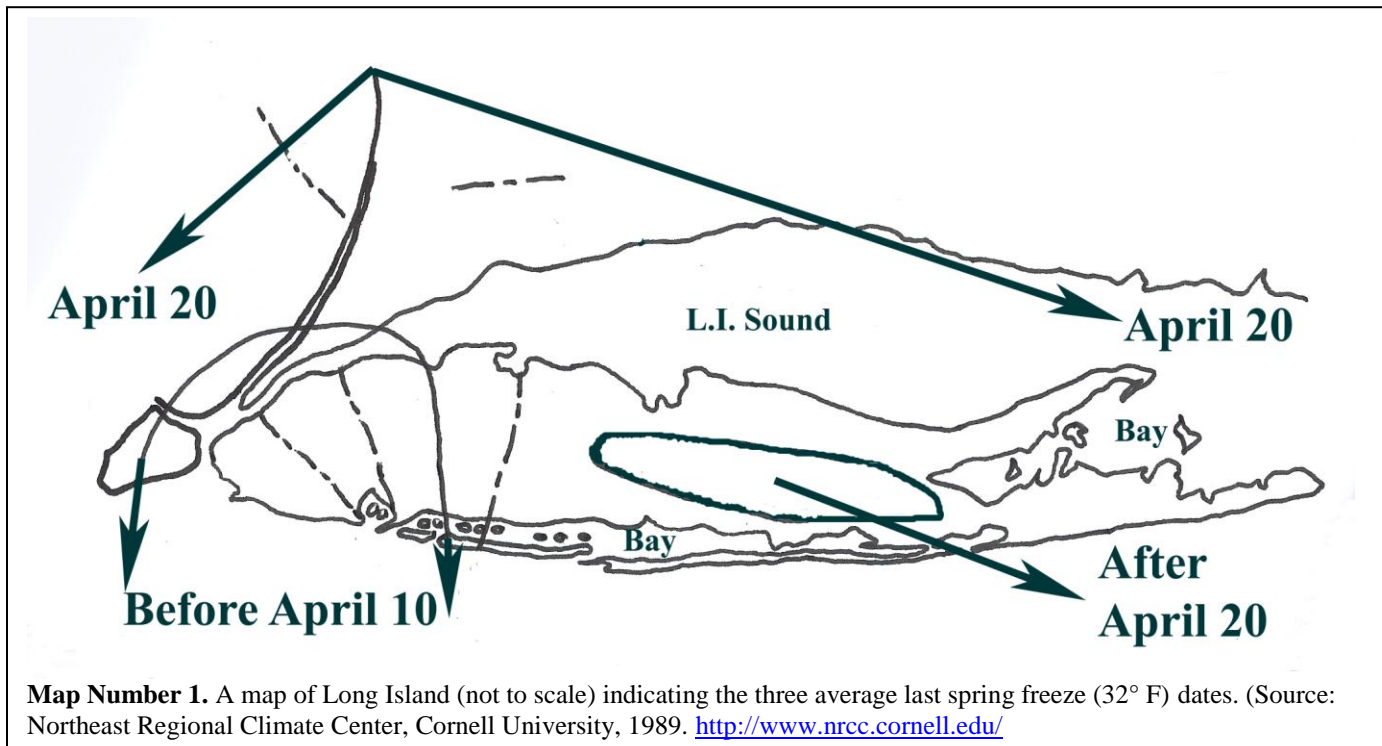 April 20
L.I. Sound
April 20
Bay
Bay
Before April 10
After
April 20
Map Number 1. A map of Long Island (not to scale) indicating the three average last spring freeze (32° F) dates. (Source:
Northeast Regional Climate Center, Cornell University, 1989. http://www.nrcc.cornell.edu/